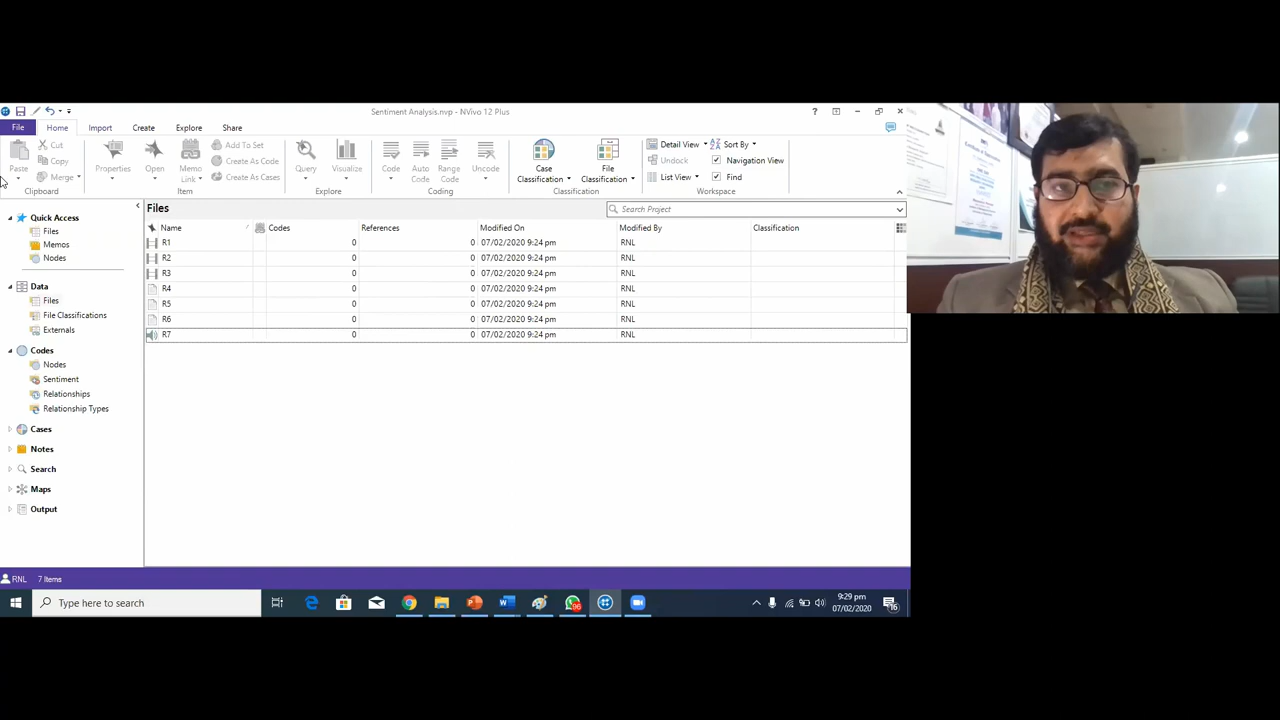 Sentiment Analysis.nvp - NVivo 12 Plus
?
File Home Import Create Explore Share
Paste
Cut
Copy
Merge
Clipboard
Properties
Open
Memo
Link
Add To Set
Create As Code
Create As Cases
Item
Query
Visualize
Explore
Code
Auto
Code
Range
Code
Uncode
Coding
Case
Classification
File
Classification
Classification
Detail View
Undock
List View
Sort By
Navigation View
Find
Workspace
Quick Access
Files
Memos
Nodes
Data
Files
File Classifications
Externals
Codes
Nodes
Sentiment
Relationships
Relationship Types
Cases
Notes
Search
Maps
Output
Files
Search Project
Name Codes References Modified On Modified By Classification
R1 0 0 07/02/2020 9:24 pm RNL
R2 0 0 07/02/2020 9:24 pm RNL
R3 0 0 07/02/2020 9:24 pm RNL
R4 0 0 07/02/2020 9:24 pm RNL
R5 0 0 07/02/2020 9:24 pm RNL
R6 0 0 07/02/2020 9:24 pm RNL
R7 0 0 07/02/2020 9:24 pm RNL
RNL 7 Items
Type here to search
96
9:29 pm
07/02/2020
16